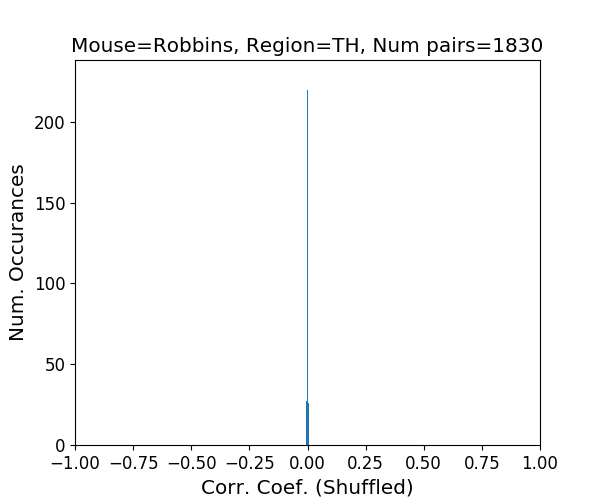 Mouse=Robbins, Region=TH, Num pairs=1830
Num. Occurances
200
150
100
50
0
−1.00 −0.75 −0.50 −0.25 0.00 0.25 0.50 0.75 1.00
Corr. Coef. (Shuffled)